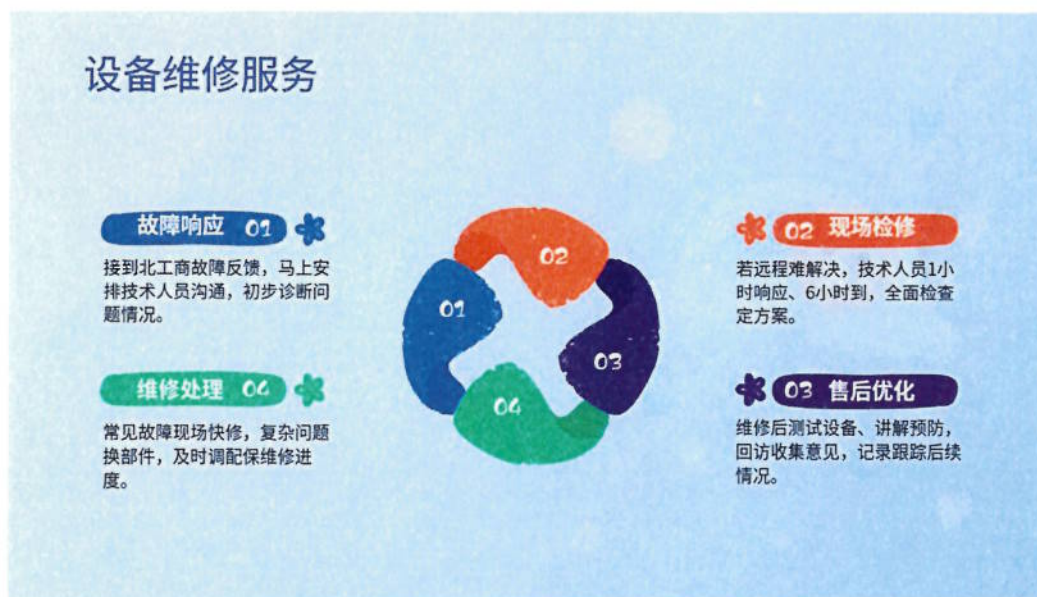 设备维修服务
故障响应 01
接到北工商故障反馈，马上安
排技术人员沟通，初步诊断问
题情况。
02 现场检修
若远程难解决，技术人员1小
时响应、6小时到，全面检查
定方案。
01
02
03
04
维修处理 04
常见故障现场快修，复杂问题
换部件，及时调配保维修进
度。
03 售后优化
维修后测试设备、讲解预防，
回访收集意见，记录跟踪后续
情况。